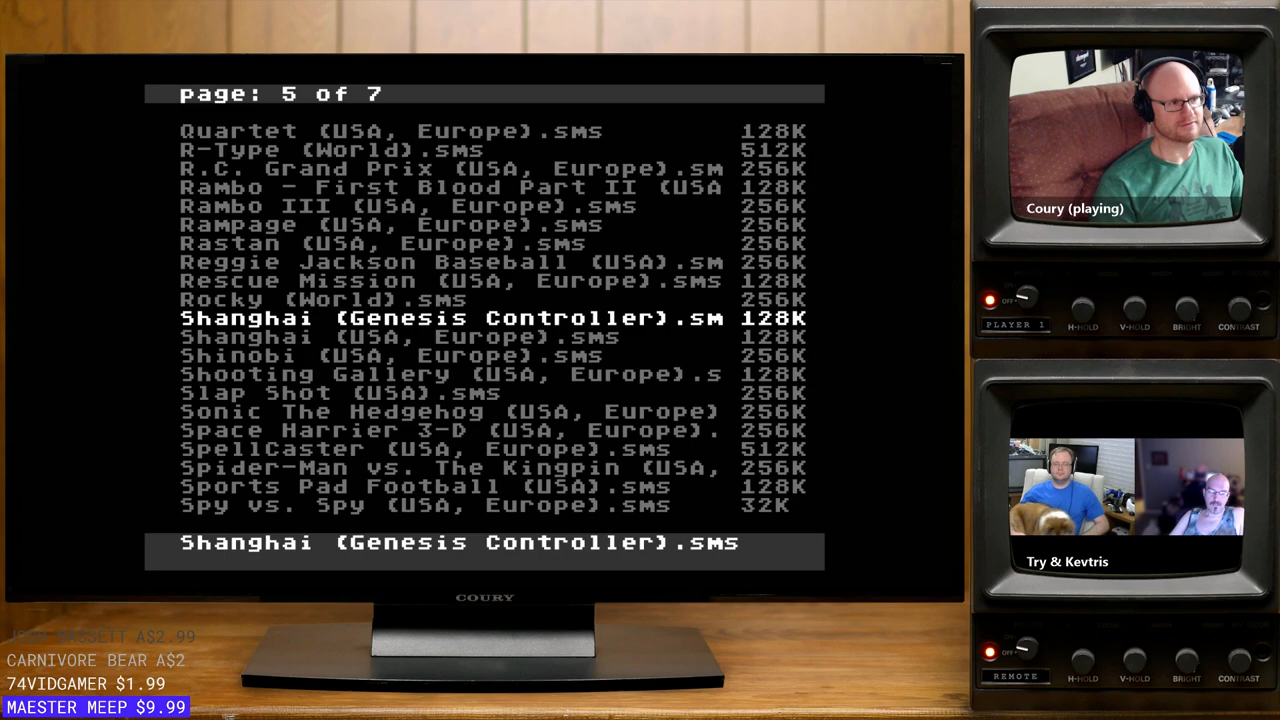 page: 5 of 7
Quartet (USA, Europe).sms 128K
R-Type (World).sms 512K
R.C. Grand Prix (USA, Europe).sm 256K
Rambo - First Blood Part II (USA 128K
Rambo III (USA, Europe).sms 256K
Rampage (USA, Europe).sms 256K
Rastan (USA, Europe).sms 256K
Reggie Jackson Baseball (USA).sm 256K
Rescue Mission (USA, Europe).sms 128K
Rocky (World).sms 256K
Shanghai (Genesis Controller).sm 128K
Shanghai (USA, Europe).sms 128K
Shinobi (USA, Europe).sms 256K
Shooting Gallery (USA, Europe).s 128K
Slap Shot (USA).sms 256K
Sonic The Hedgehog (USA, Europe) 256K
Space Harrier 3-D (USA, Europe). 256K
SpellCaster (USA, Europe).sms 512K
Spider-Man vs. The Kingpin (USA, 256K
Sports Pad Football (USA).sms 128K
Spy vs. Spy (USA, Europe).sms 32K
Shanghai (Genesis Controller).sms
COURY
A$2.99
CARNIVORE BEAR A$2
74VIDGAMER $1.99
MAESTER MEEP $9.99
Coury (playing)
OFF
PLAYER 1
H-HOLD V-HOLD BRIGHT CONTRAST
Try & Kevtris
OFF
REMOTE
H-HOLD V-HOLD BRIGHT CONTRAST